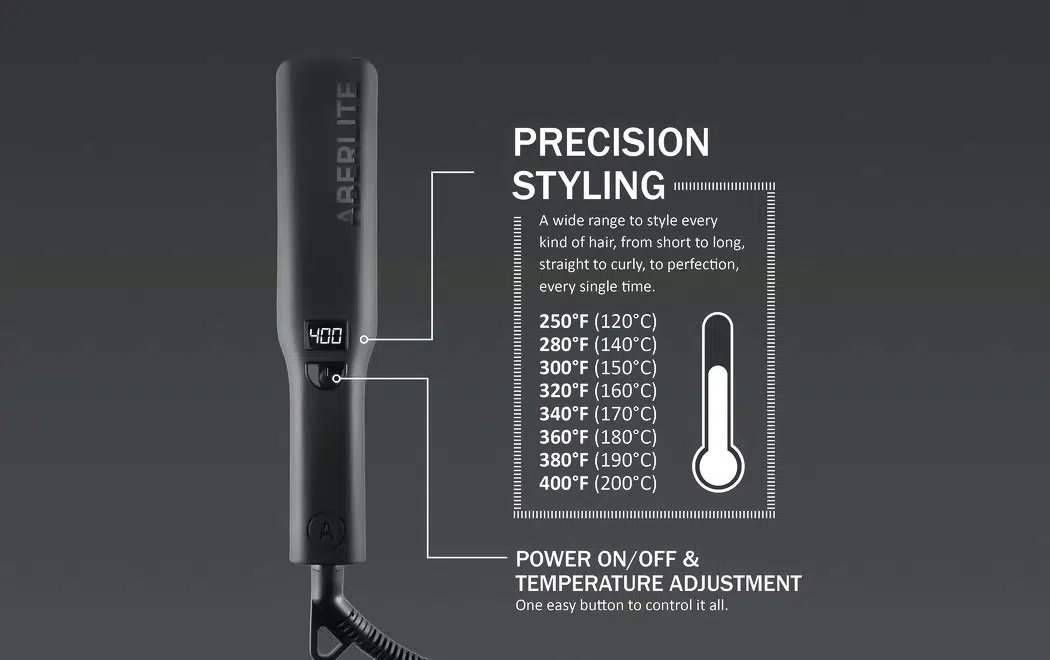 ABERLITE
400
A
PRECISION
STYLING
A wide range to style every
kind of hair, from short to long,
straight to curly, to perfection,
every single time.
250°F (120°C)
280°F (140°C)
300°F (150°C)
320°F (160°C)
340°F (170°C)
360°F (180°C)
380°F (190°C)
400°F (200°C)
POWER ON/OFF &
TEMPERATURE ADJUSTMENT
One easy button to control it all.